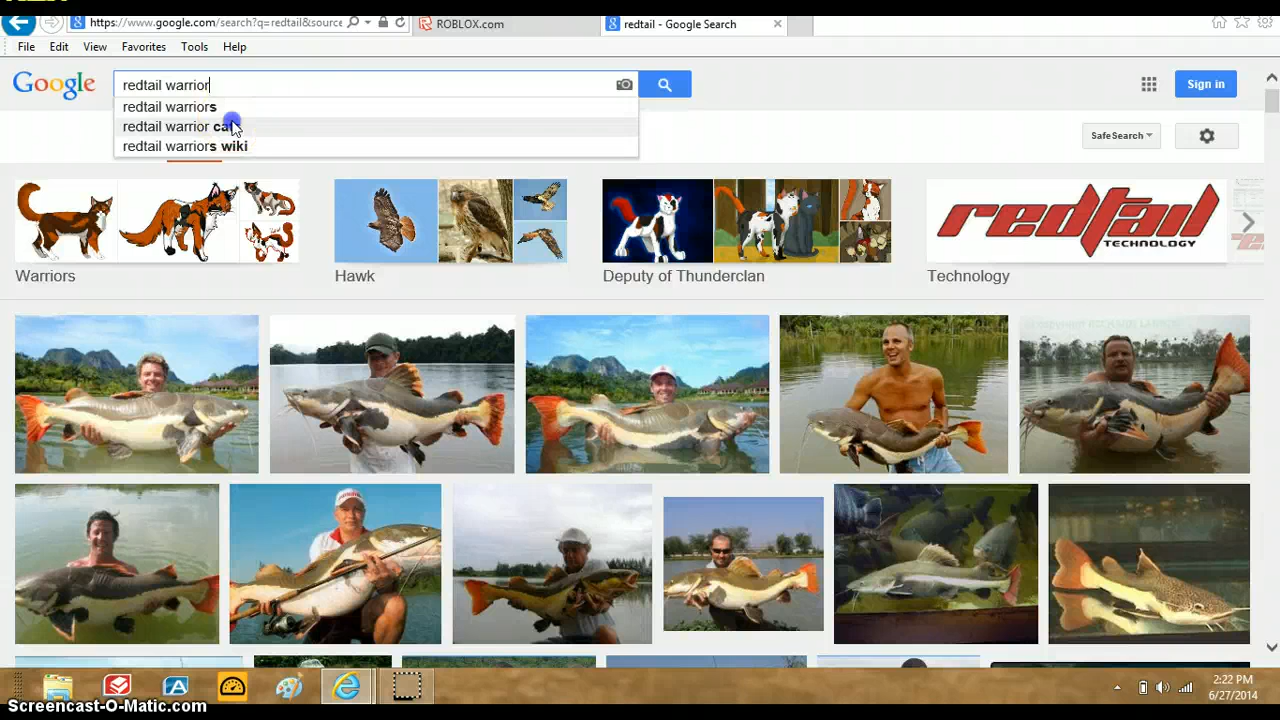 https://www.google.com/search?q=redtail&source
ROBLOX.com
redtail - Google Search
File Edit View Favorites Tools Help
Google
redtail warrior
Sign in
redtail warriors
redtail warrior
redtail warriors wiki
SafeSearch
redtail
TECHNOLOGY
Warriors
Hawk
Deputy of Thunderclan
Technology
2:22 PM
6/27/2014
Screencast-O-Matic.com